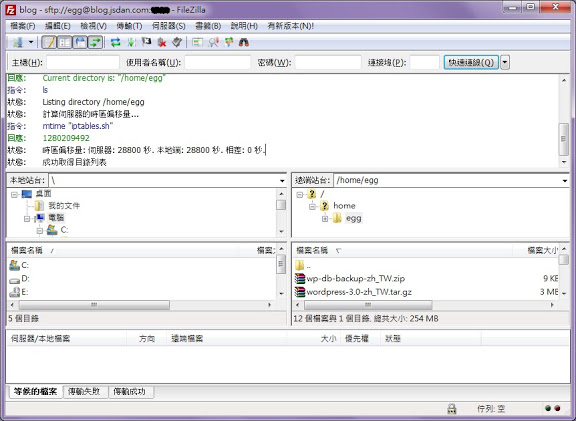 blog - sftp://egg@blog.jsdan.com: - FileZilla
檔案(F) 編輯(E) 檢視(V) 傳輸(T) 伺服器(S) 書籤(B) 說明(H) 有新版本(N)!
主機(H): 使用者名稱(U): 密碼(W): 連接埠(P): 快速連線(Q)
回應: Current directory is: "/home/egg"
指令: ls
狀態: Listing directory /home/egg
狀態: 計算伺服器的時區偏移量...
指令: mtime "iptables.sh"
回應: 1280209492
狀態: 時區偏移量: 伺服器: 28800 秒. 本地端: 28800 秒. 相差: 0 秒.
狀態: 成功取得目錄列表
本地站台: \
桌面
我的文件
電腦
C:
遠端站台: /home/egg
/
home
egg
檔案名稱 / 檔案大
C:
D:
E:
5 個目錄
檔案名稱 檔案大小
..
wp-db-backup-zh_TW.zip 9 KB
wordpress-3.0-zh_TW.tar.gz 3 MB
12 個檔案與 1 個目錄. 總共大小: 254 MB
伺服器/本地檔案 方向 遠端檔案 大小 優先權 狀態
等候的檔案 傳輸失敗 傳輸成功
佇列: 空